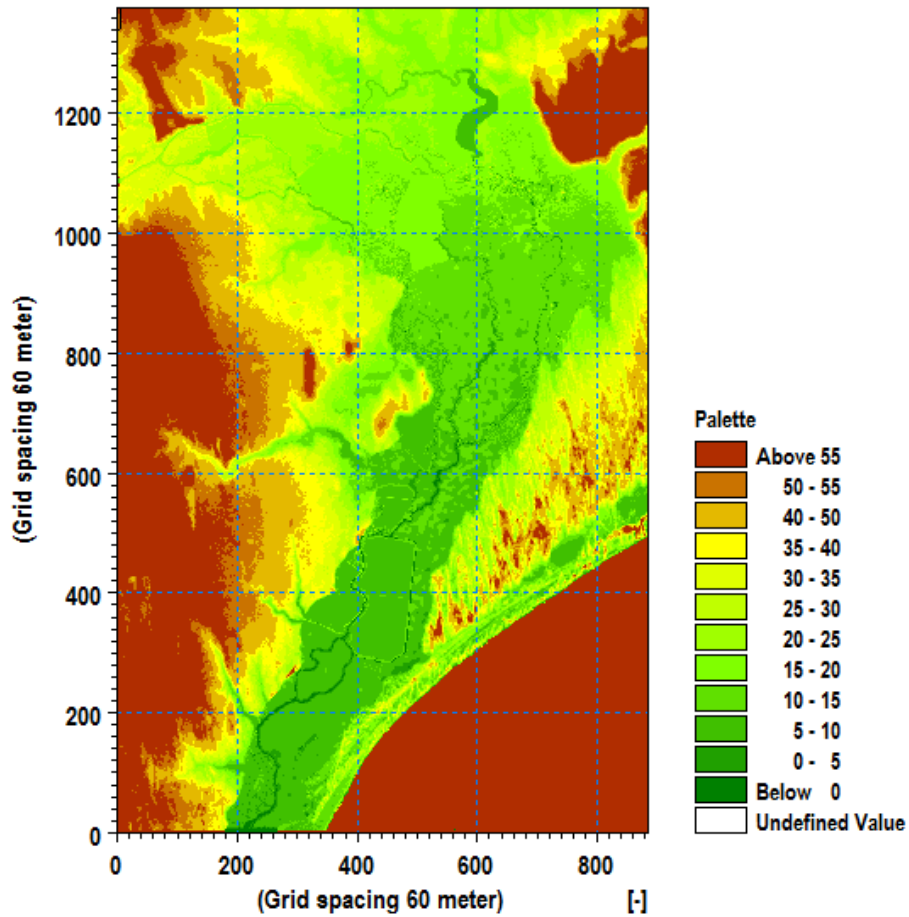 1200
1000
800
600
400
200
0
(Grid spacing 60 meter)
0 200 400 600 800
(Grid spacing 60 meter) [-]
Palette
Above 55
50 - 55
40 - 50
35 - 40
30 - 35
25 - 30
20 - 25
15 - 20
10 - 15
5 - 10
0 - 5
Below 0
Undefined Value